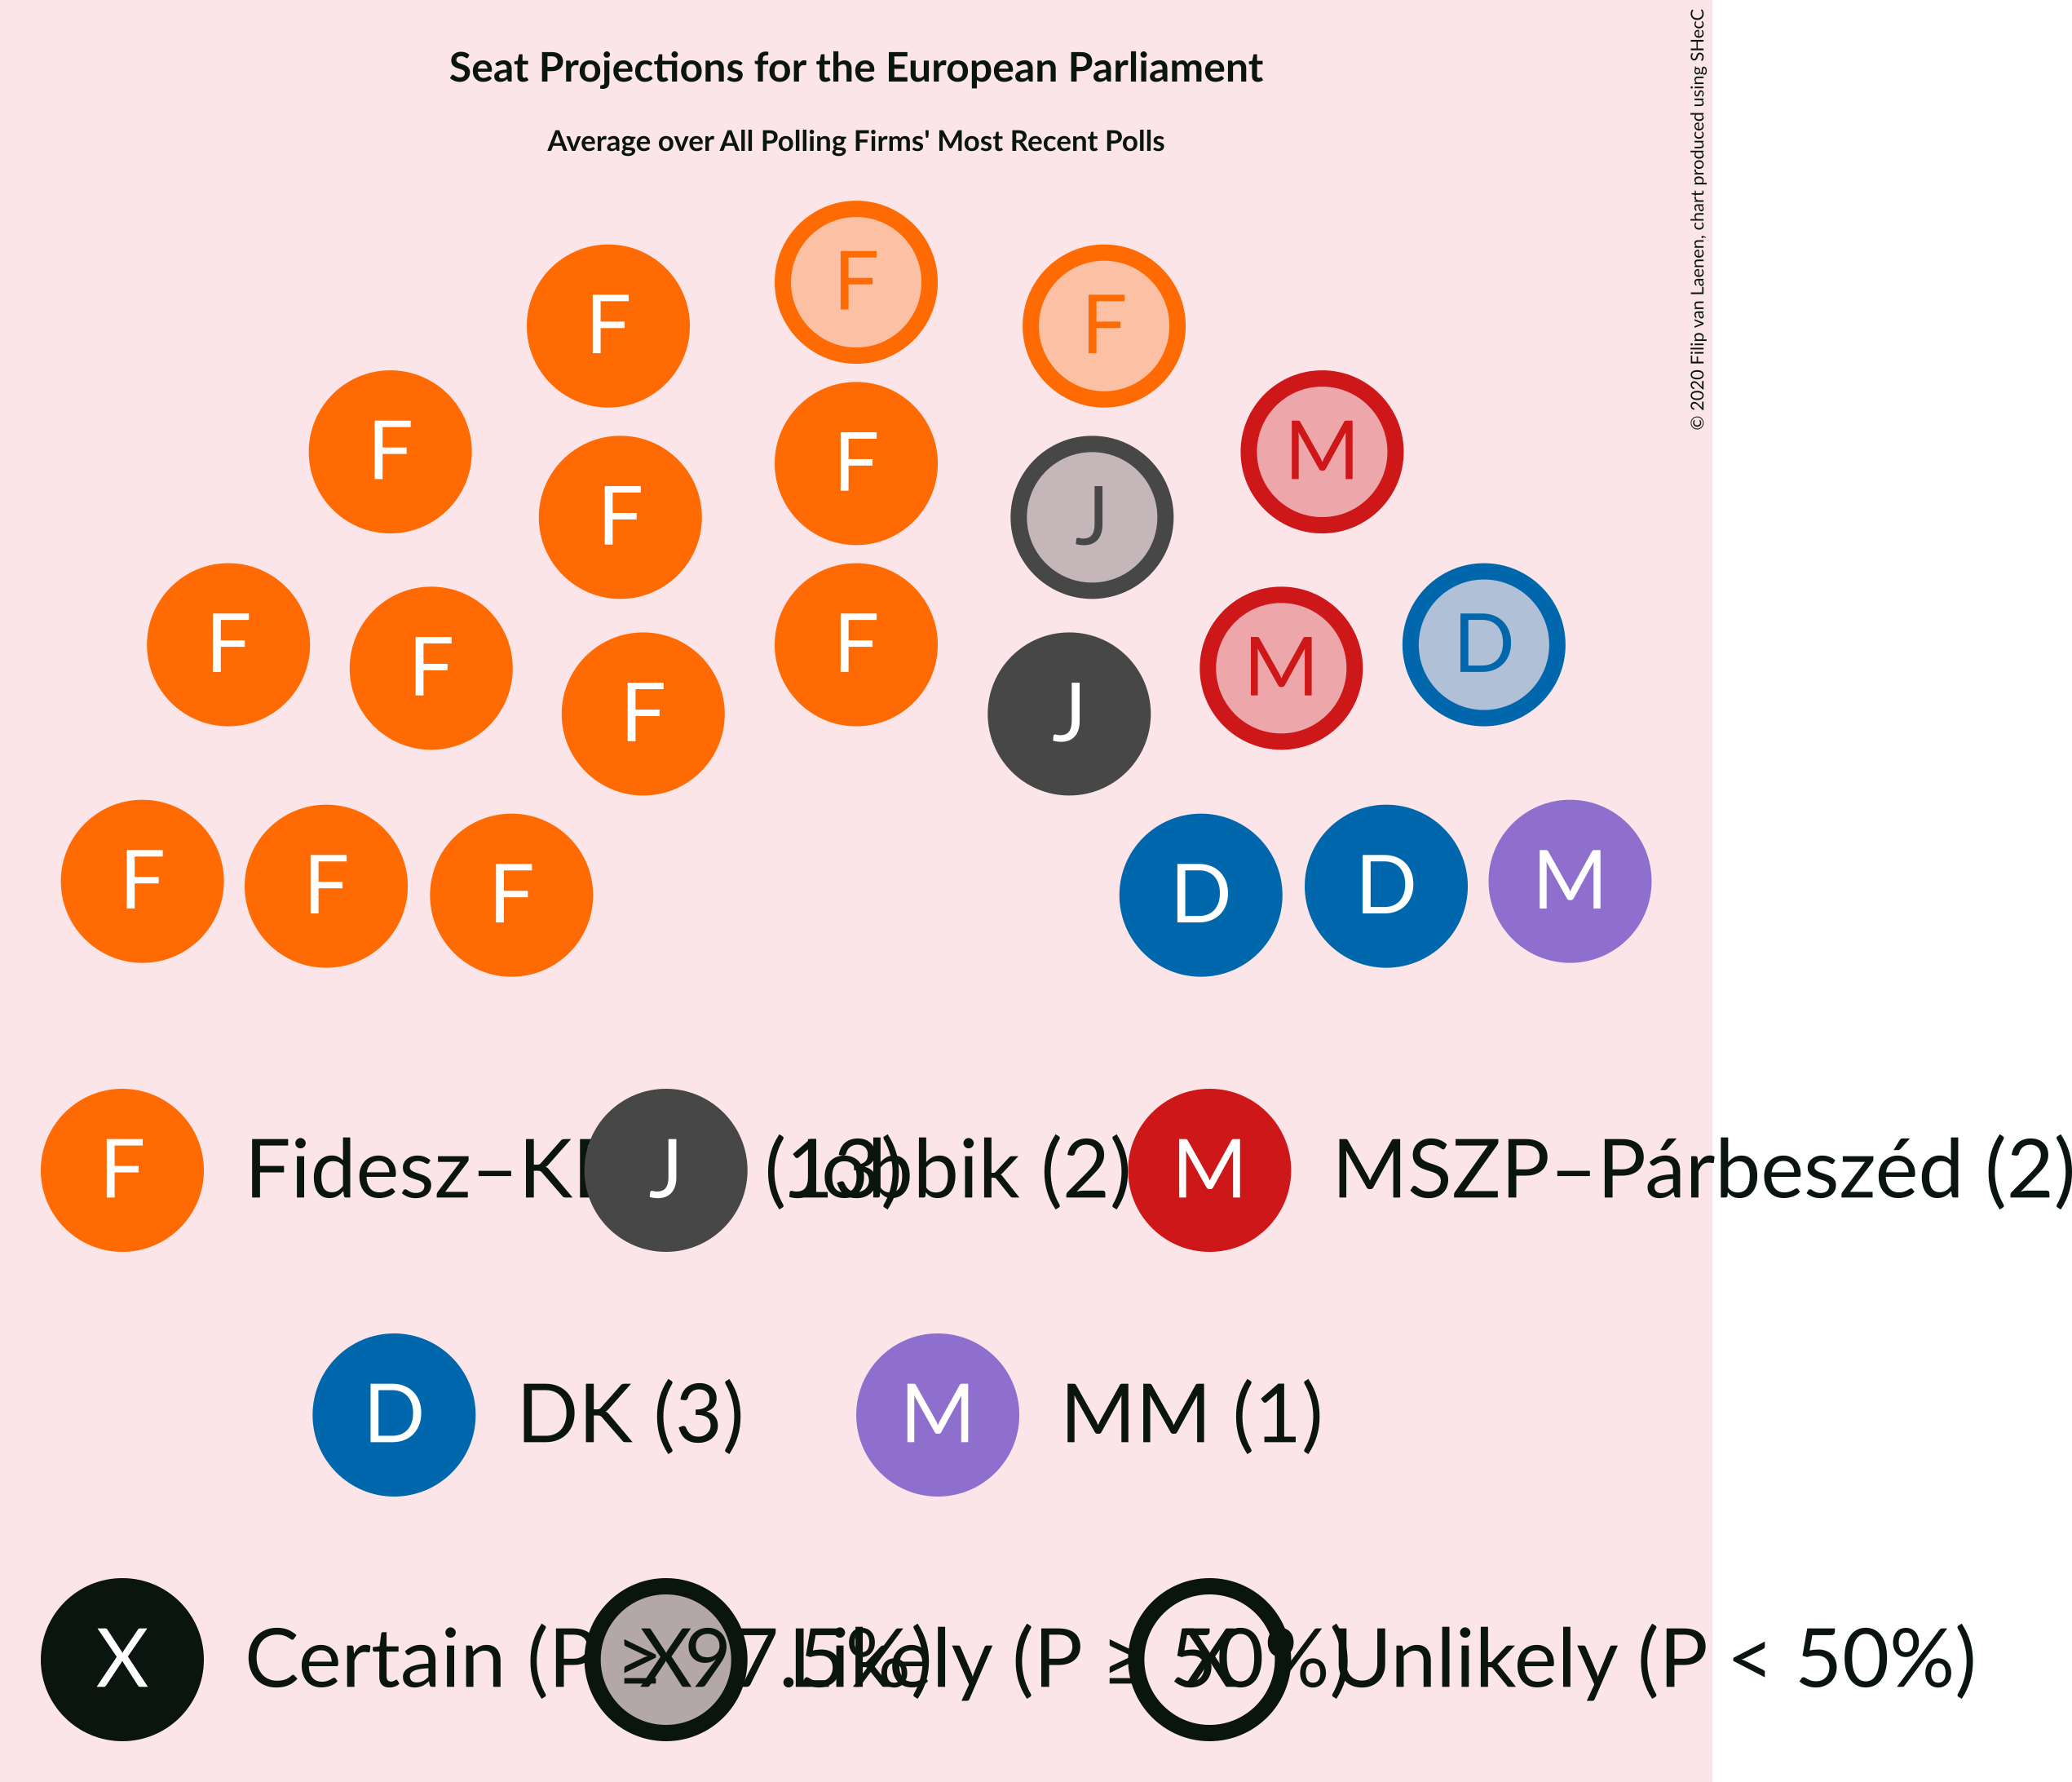 Seat Projections for the European Parliament
Average over All Polling Firms' Most Recent Polls
© 2020 Filip van Laenen, chart produced using SHecC
F
F
F
F
M
F
F
J
F
F
F
M
D
F
F
J
F
F
F
D
D
M
F Fidesz–K (13)
J Jobbik (2)
M MSZP–Párbeszéd (2)
D DK (3)
M MM (1)
X Certain (P ≥ 97.5%)
X Likely (P ≥ 50%
X Unlikely (P < 50%)